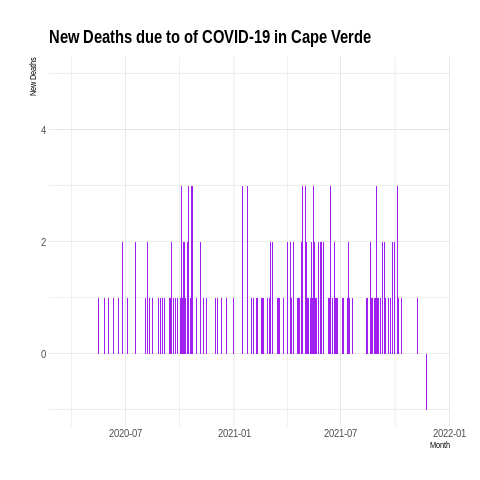 New Deaths due to of COVID-19 in Cape Verde
New Deaths
4
2
0
2020-07 2021-01 2021-07 2022-01
Month